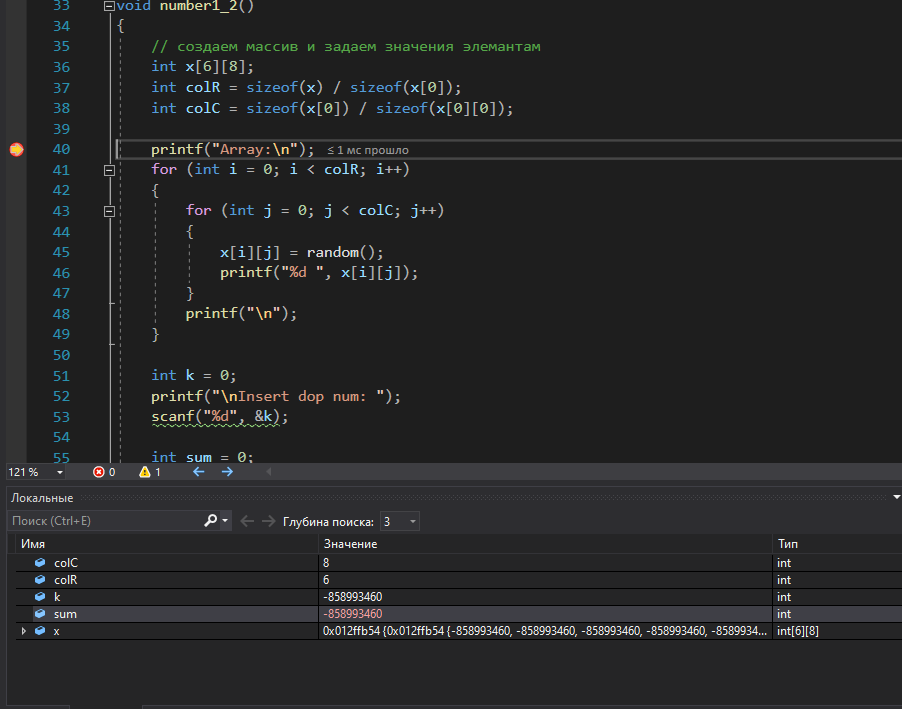 33 void number1_2()
34 {
35 // создаем массив и задаем значения элемантам
36 int x[6][8];
37 int colR = sizeof(x) / sizeof(x[0]);
38 int colC = sizeof(x[0]) / sizeof(x[0][0]);
39
40 printf("Array:\n"); ≤ 1 мс прошло
41 for (int i = 0; i < colR; i++)
42 {
43 for (int j = 0; j < colC; j++)
44 {
45 x[i][j] = random();
46 printf("%d ", x[i][j]);
47 }
48 printf("\n");
49 }
50
51 int k = 0;
52 printf("\nInsert dop num: ");
53 scanf("%d", &k);
54
55 int sum = 0;
121 % 0 1
Локальные
Поиск (Ctrl+E) Глубина поиска: 3
Имя Значение Тип
colC 8 int
colR 6 int
k -858993460 int
sum -858993460 int
x 0x012ffb54 {0x012ffb54 {-858993460, -858993460, -858993460, -858993460, -8589934... int[6][8]